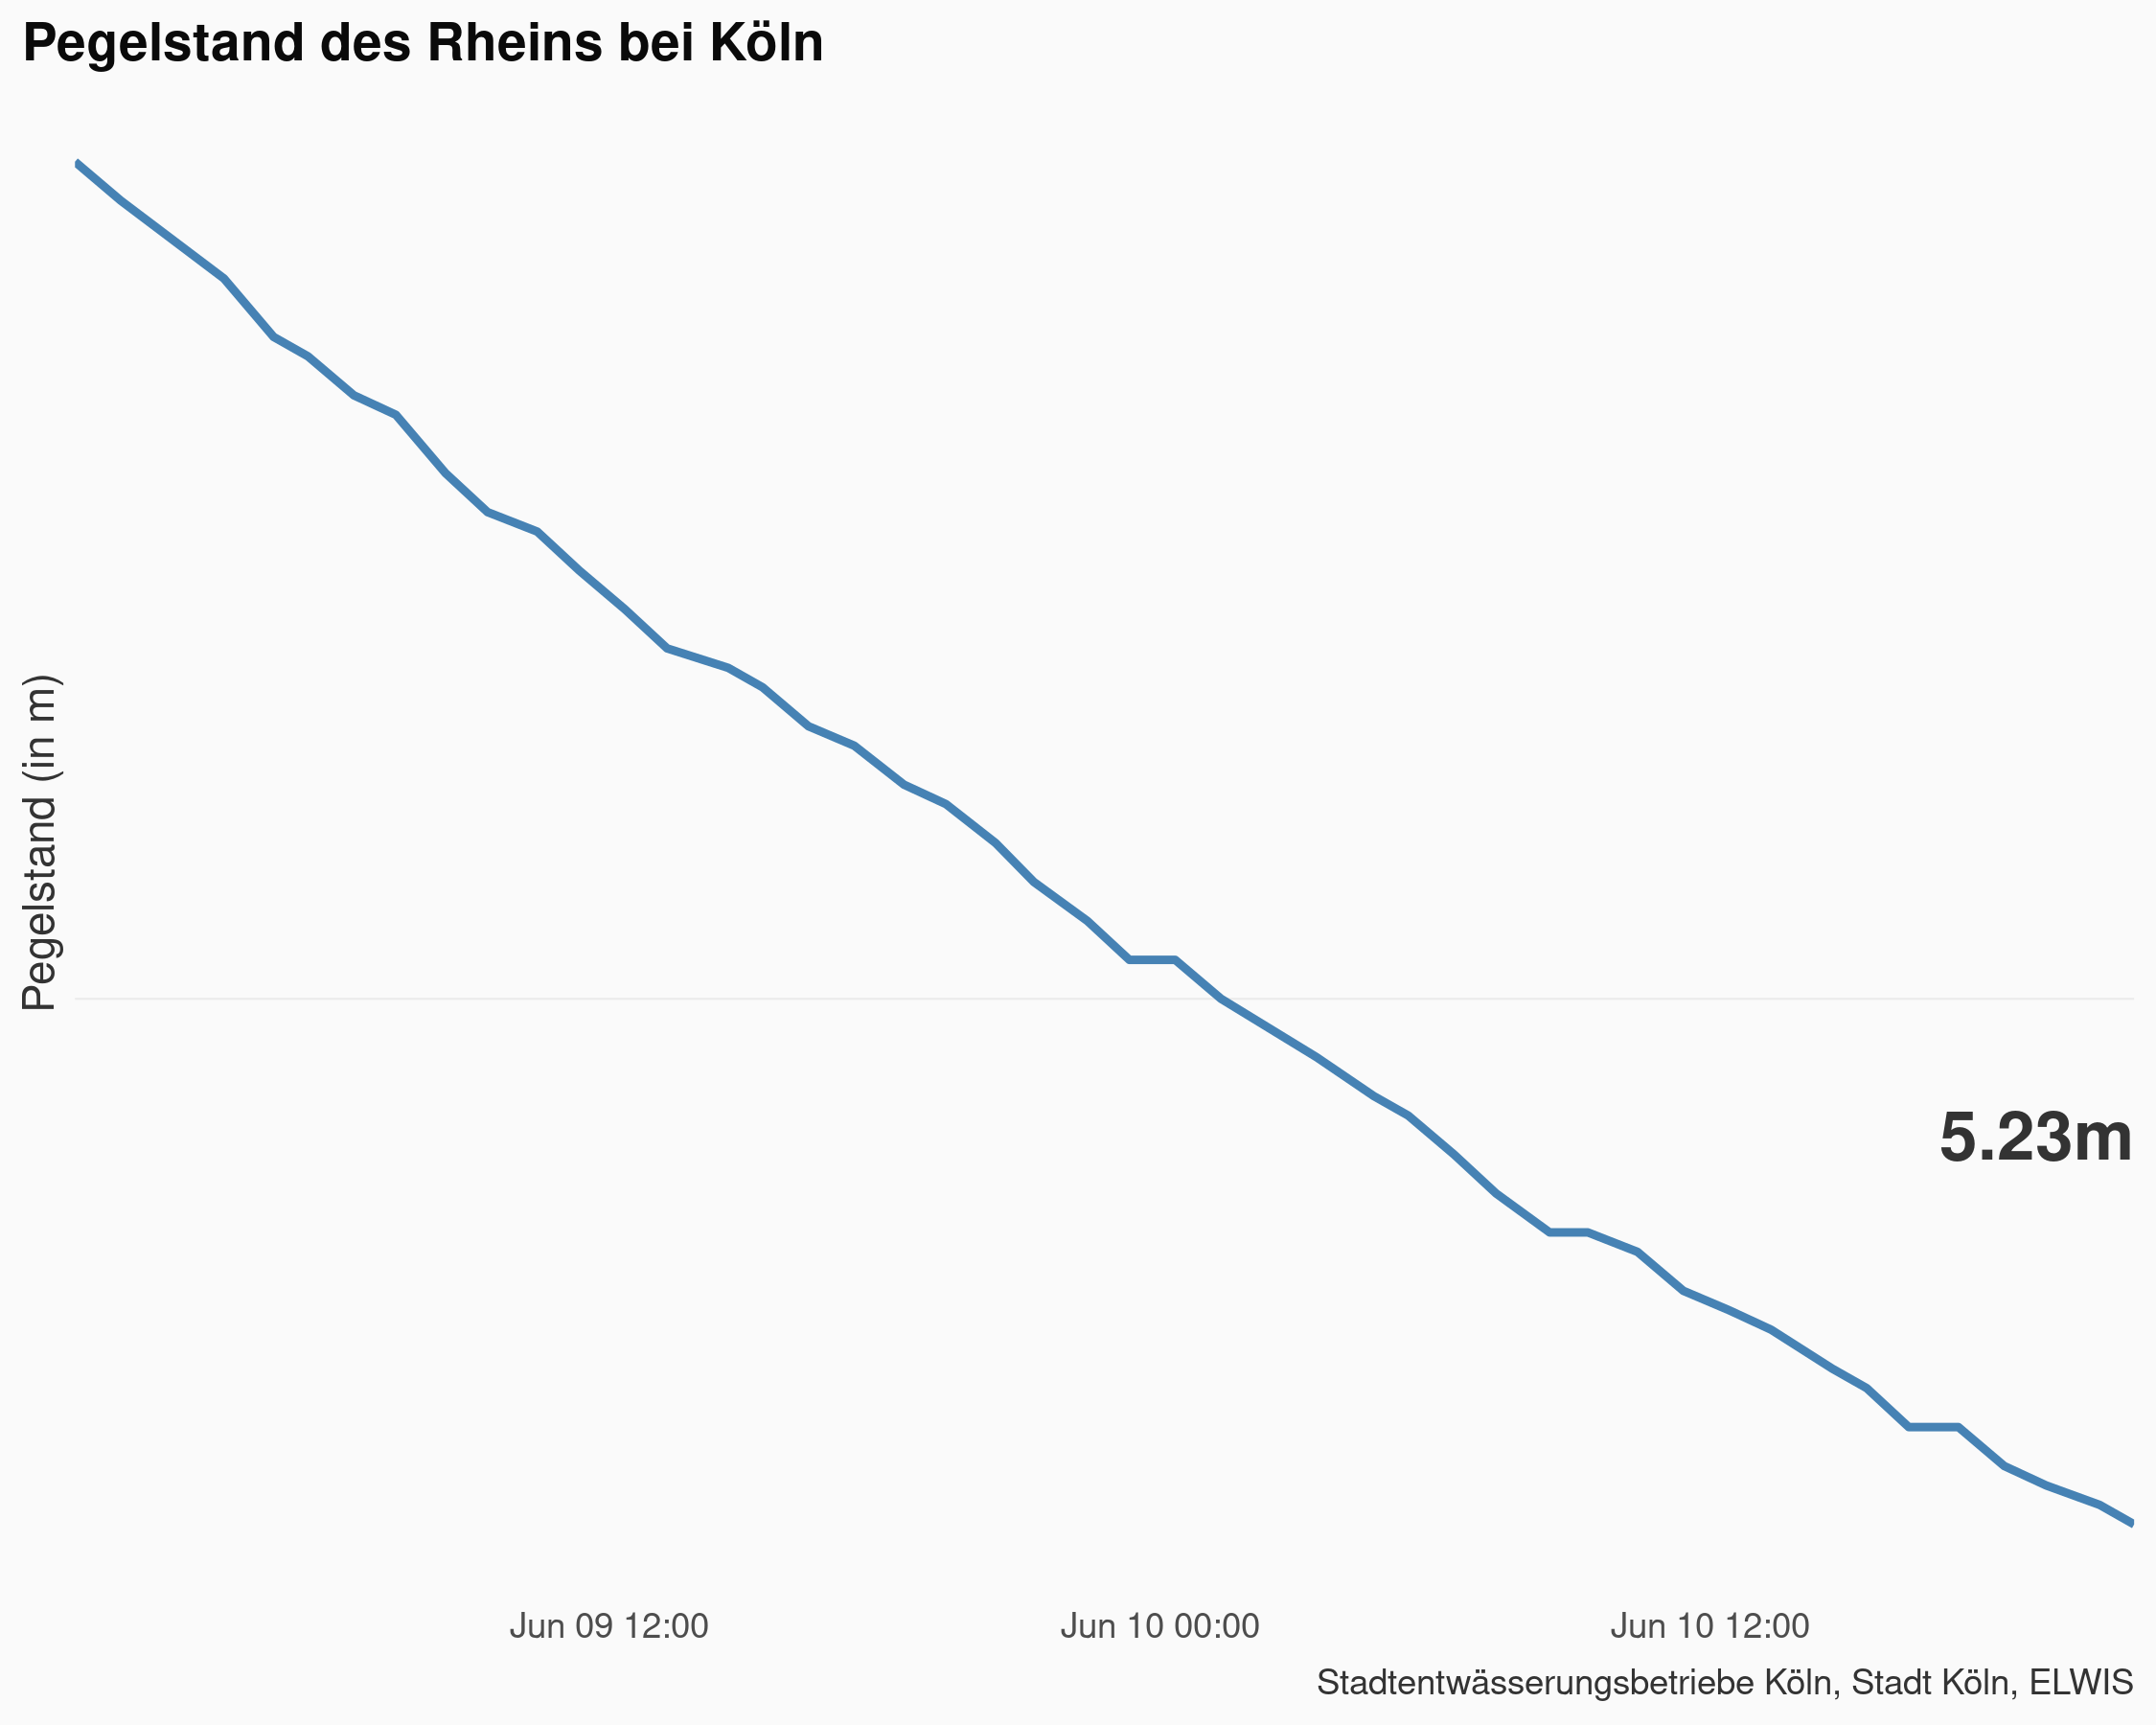 Pegelstand des Rheins bei Köln
Pegelstand (in m)
5.23m
Jun 09 12:00
Jun 10 00:00
Jun 10 12:00
Stadtentwässerungsbetriebe Köln, Stadt Köln, ELWIS